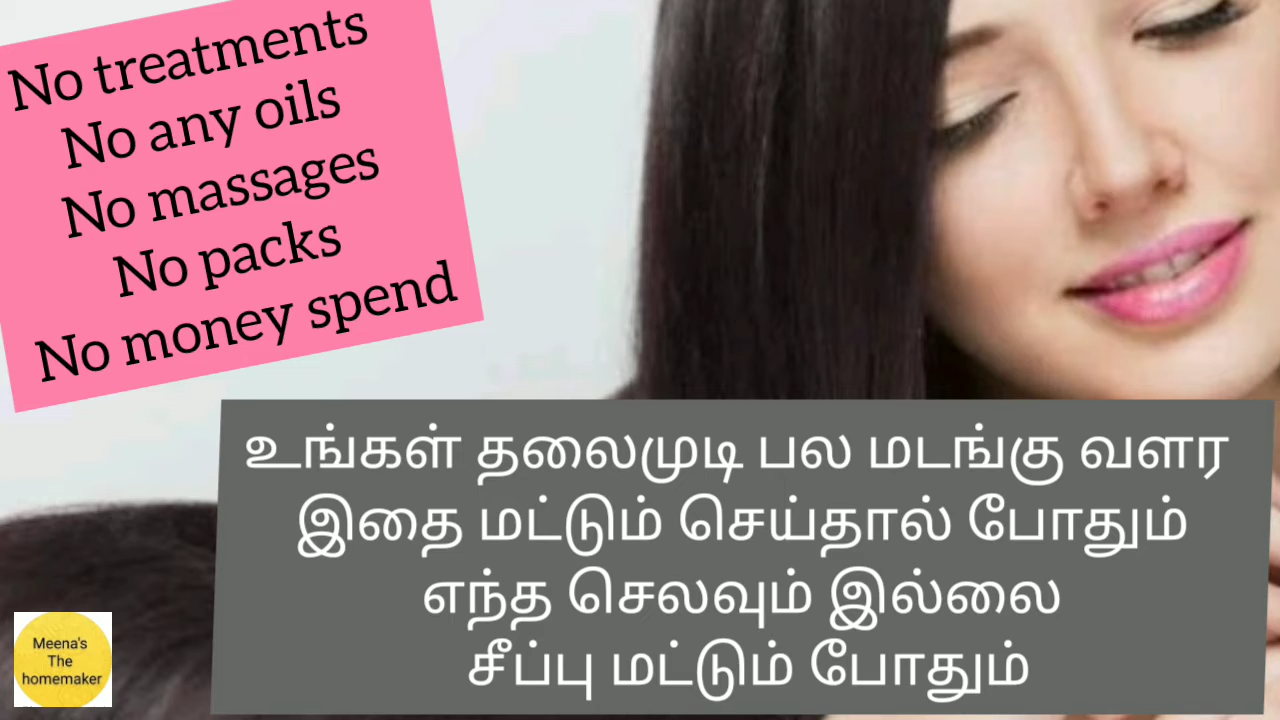 No treatments
No any oils
No massages
No packs
No money spend
உங்கள் தலைமுடி பல மடங்கு வளர
இதை மட்டும் செய்தால் போதும்
எந்த செலவும் இல்லை
சீப்பு மட்டும் போதும்
Meena's
The
homemaker